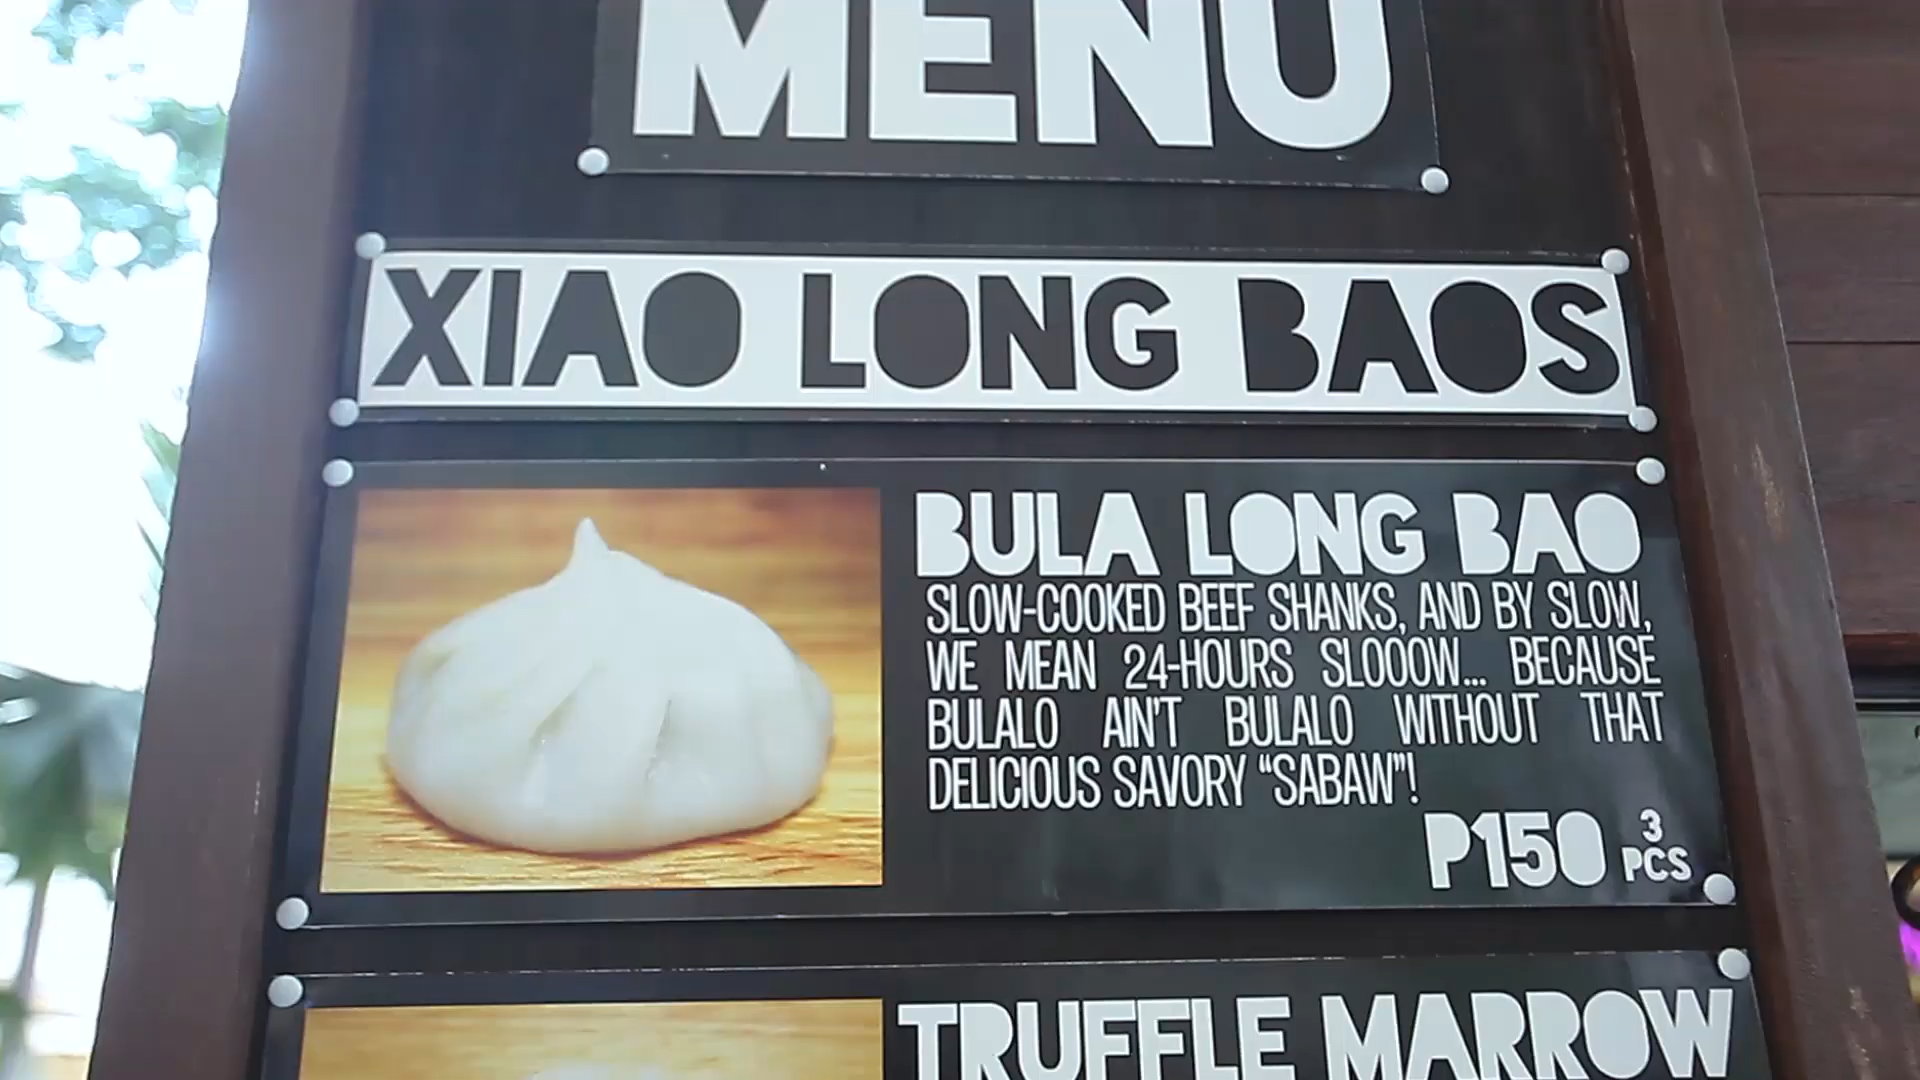 MENU
XIAO LONG BAOS
BULA LONG BAO
SLOW-COOKED BEEF SHANKS, AND BY SLOW,
WE MEAN 24-HOURS SLOOOW... BECAUSE
BULALO AIN'T BULALO WITHOUT THAT
DELICIOUS SAVORY “SABAW”!
P150 3 PCS
TRUFFLE MARROW